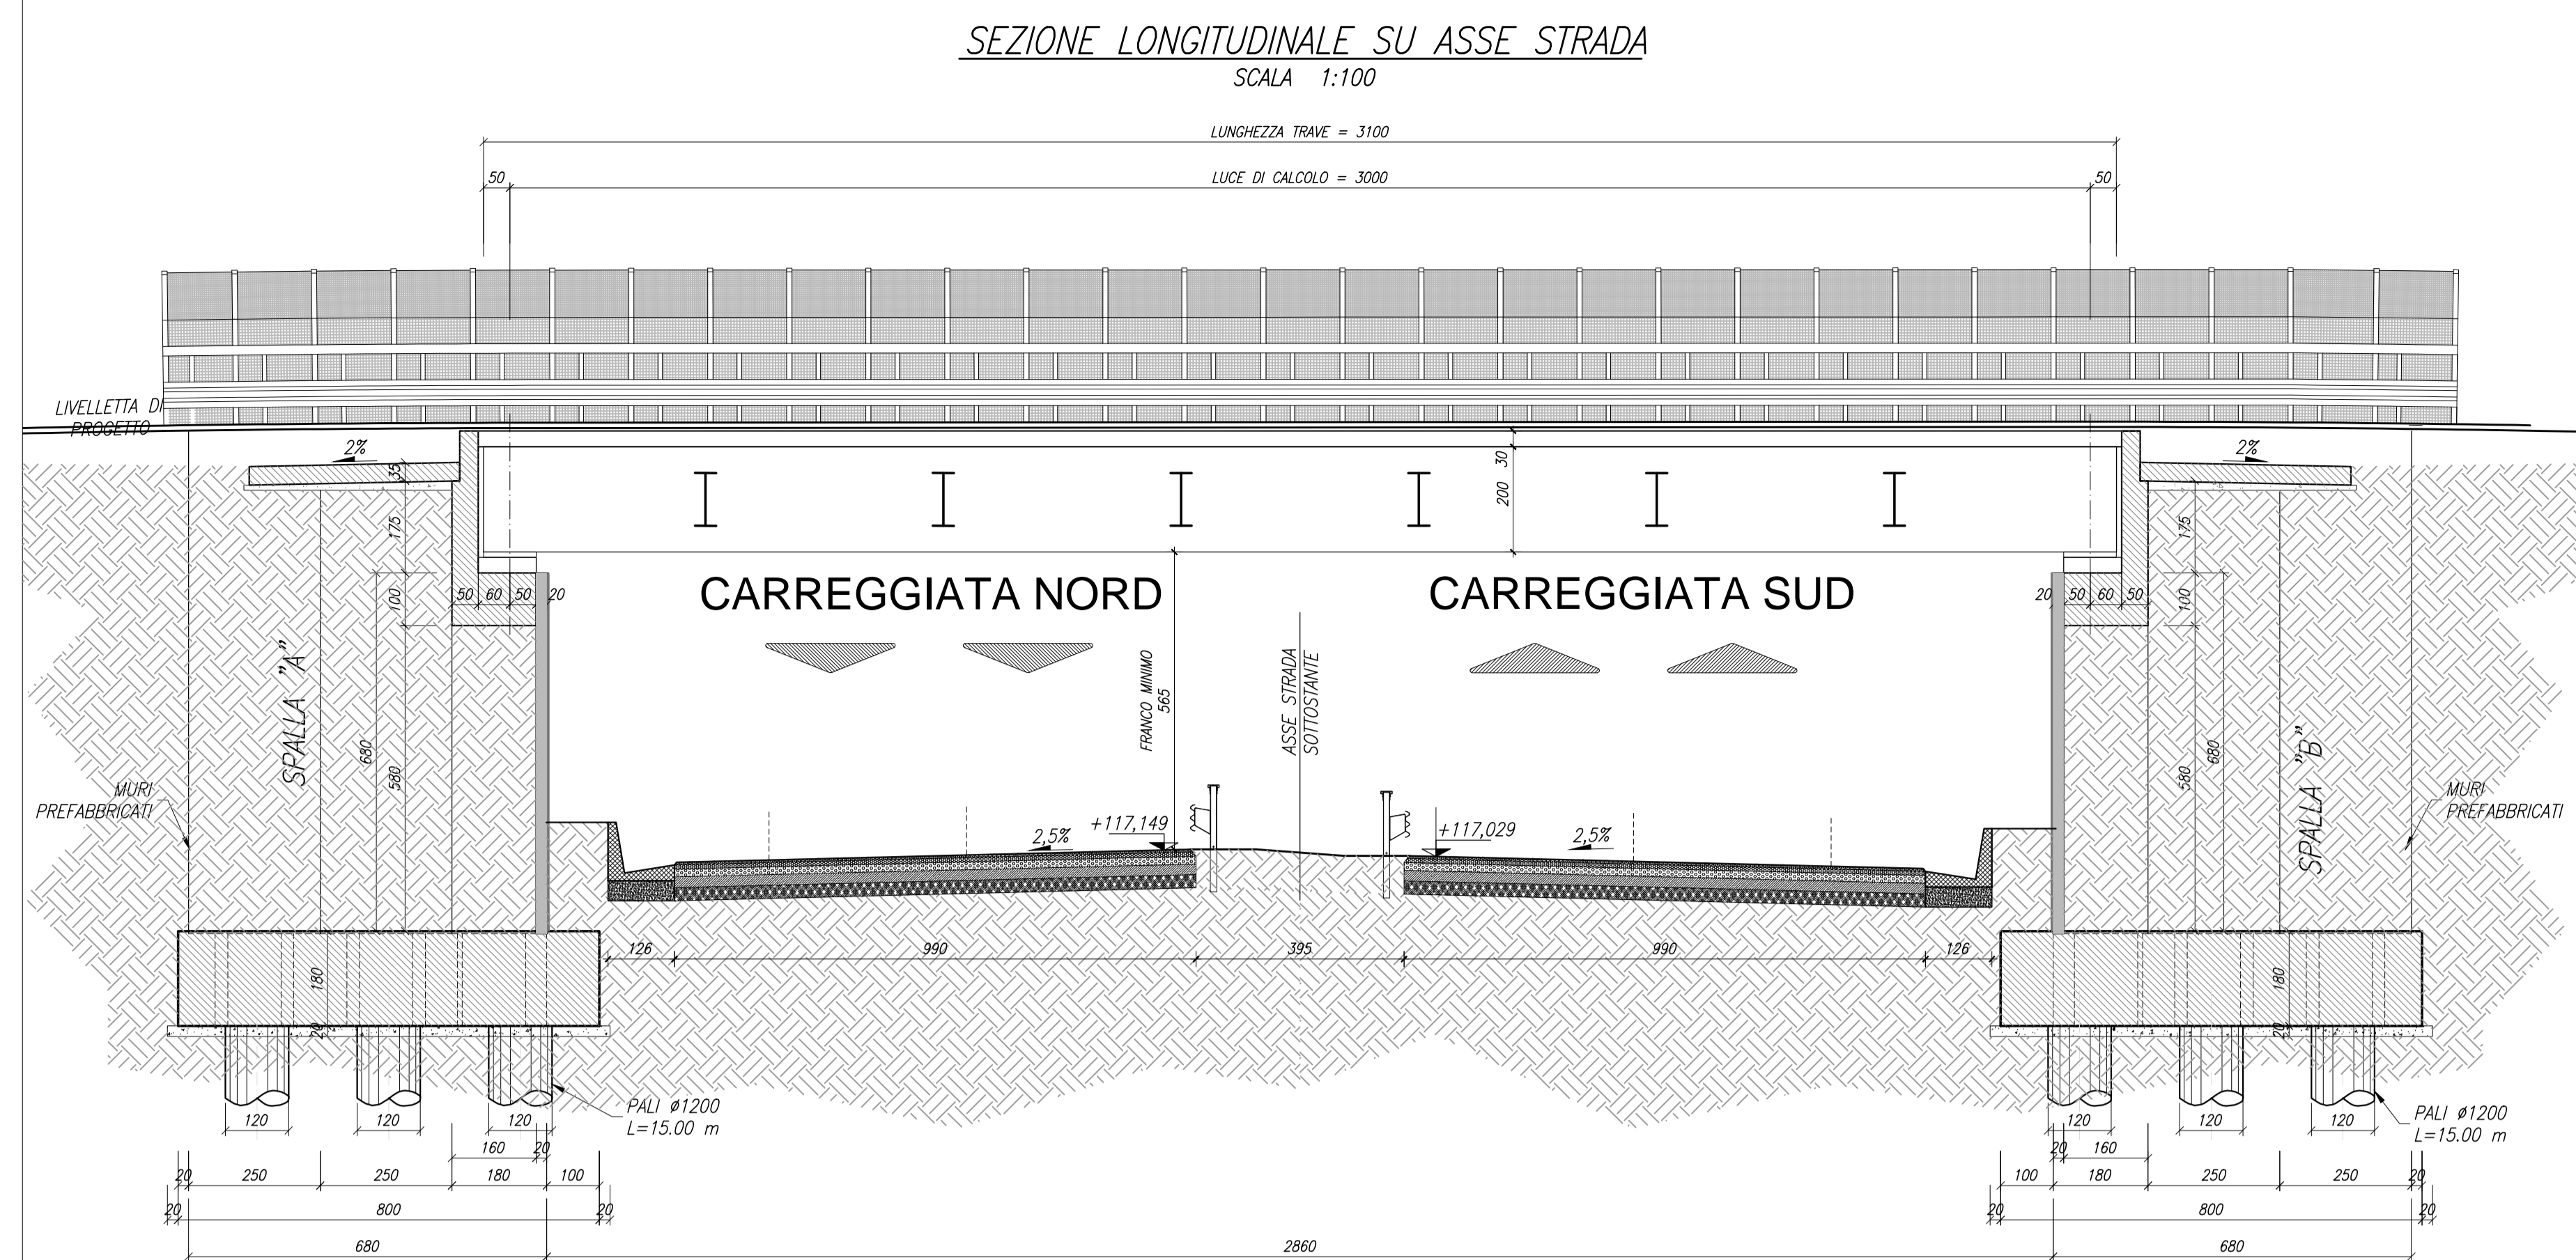 SEZIONE LONGITUDINALE SU ASSE STRADA
SCALA 1:100
LUNGHEZZA TRAVE = 3100
50
LUCE DI CALCOLO = 3000
50
LIVELLETTA DI
PROGETTO
2%
2%
35
30
200
175
175
100
100
50 60 50 20
20 50 60 50
CARREGGIATA NORD
CARREGGIATA SUD
FRANCO MINIMO
565
ASSE STRADA
SOTTOSTANTE
SPALLA "A"
SPALLA "B"
680
580
580
680
MURI
PREFABBRICATI
MURI
PREFABBRICATI
2,5%
+117,149
+117,029
2,5%
126
990
395
990
126
180
20
180
20
120
120
120
PALI ø1200
L=15.00 m
120
120
120
PALI ø1200
L=15.00 m
160
20
20
160
20
250
250
180
100
100
180
250
250
20
20
800
20
20
800
20
680
2860
680